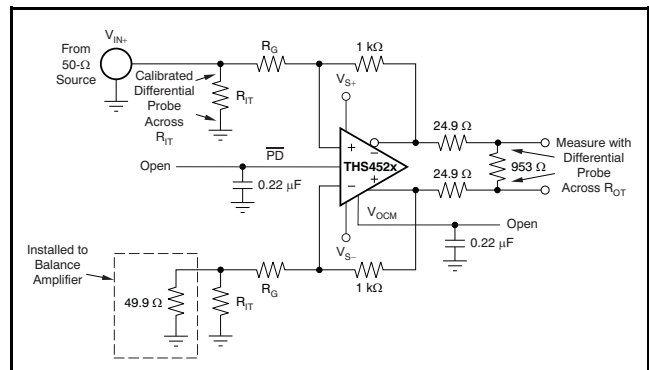 V_IN+
From
50-Ω
Source
Calibrated
Differential
Probe
Across
R_IT
R_IT
R_G
1 kΩ
V_S+
24.9 Ω
Measure with
Differential
Probe
Across R_OT
953 Ω
Open
PD
0.22 μF
THS452x
24.9 Ω
V_OCM
Open
0.22 μF
V_S−
Installed to
Balance
Amplifier
49.9 Ω
R_IT
R_G
1 kΩ